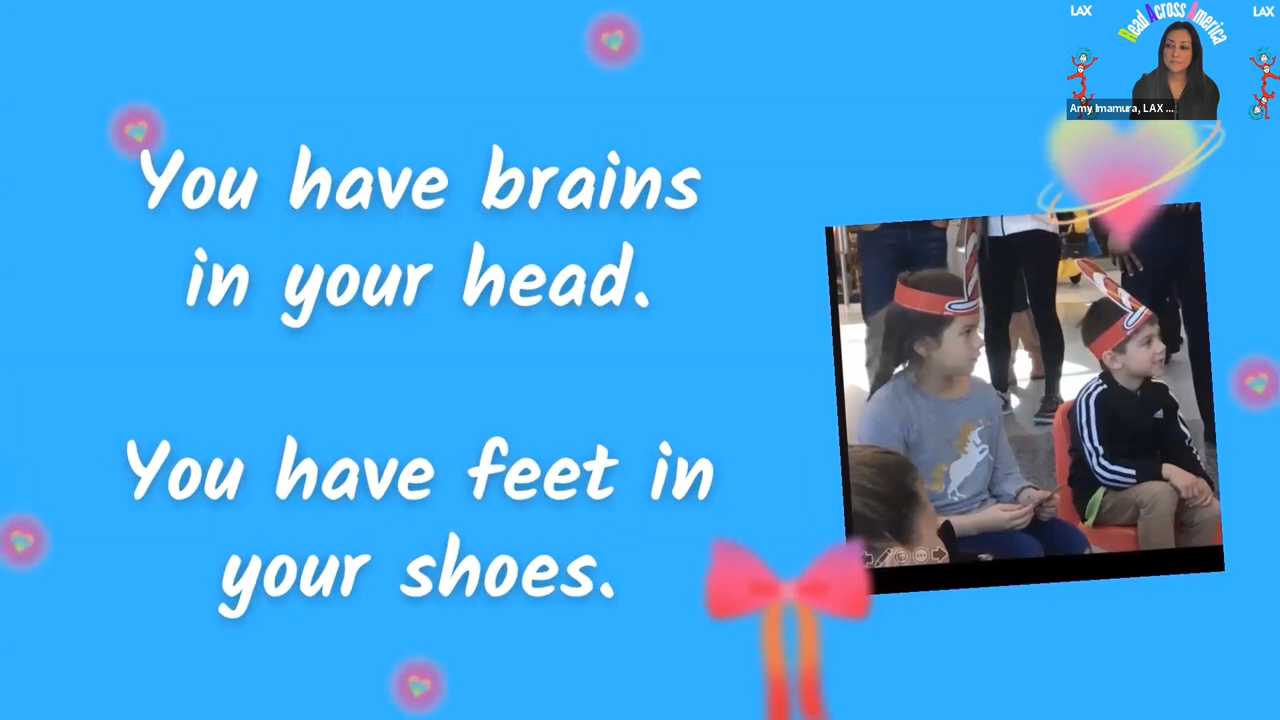 LAX
Read Across America
LAX
Amy Imamura, LAX ...
You have brains
in your head.
You have feet in
your shoes.